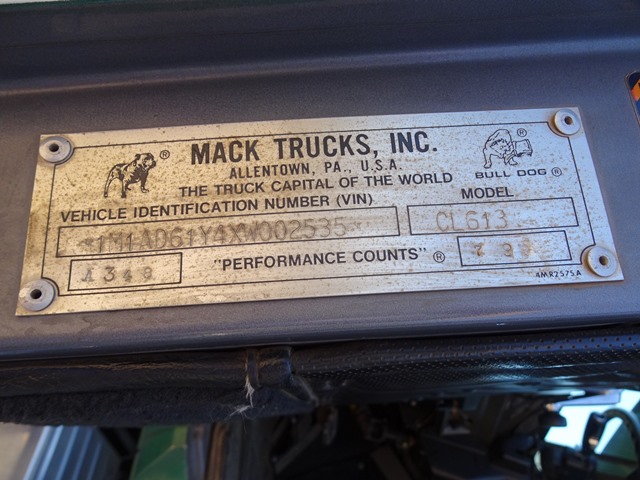 MACK TRUCKS, INC.
ALLENTOWN, PA., U.S.A.
THE TRUCK CAPITAL OF THE WORLD
BULL DOG ®
VEHICLE IDENTIFICATION NUMBER (VIN)
MODEL
1M1AD61Y4XW002535
CL613
A348
"PERFORMANCE COUNTS" ®
4MR2575A